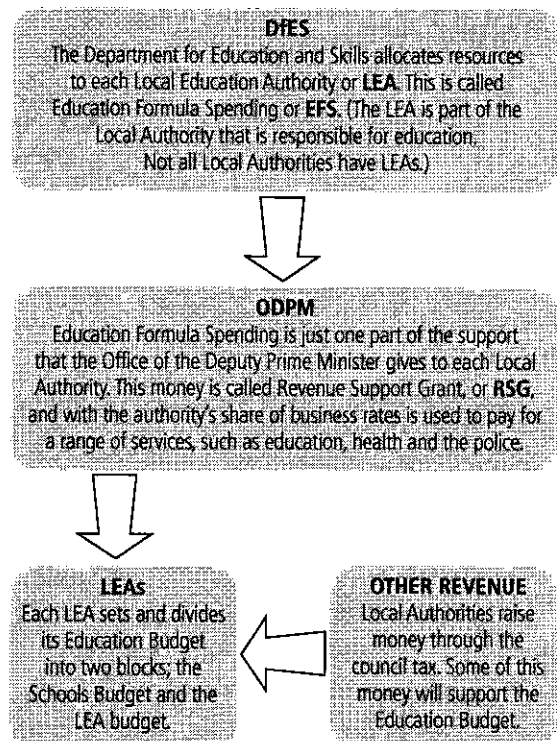 DfES
The Department for Education and Skills allocates resources
to each Local Education Authority or LEA. This is called
Education Formula Spending or EFS. (The LEA is part of the
Local Authority that is responsible for education.
Not all Local Authorities have LEAs.)
ODPM
Education Formula Spending is just one part of the support
that the Office of the Deputy Prime Minister gives to each Local
Authority. This money is called Revenue Support Grant, or RSG,
and with the authority's share of business rates is used to pay for
a range of services, such as education, health and the police.
LEAs
Each LEA sets and divides
its Education Budget
into two blocks; the
Schools Budget and the
LEA budget.
OTHER REVENUE
Local Authorities raise
money through the
council tax. Some of this
money will support the
Education Budget.